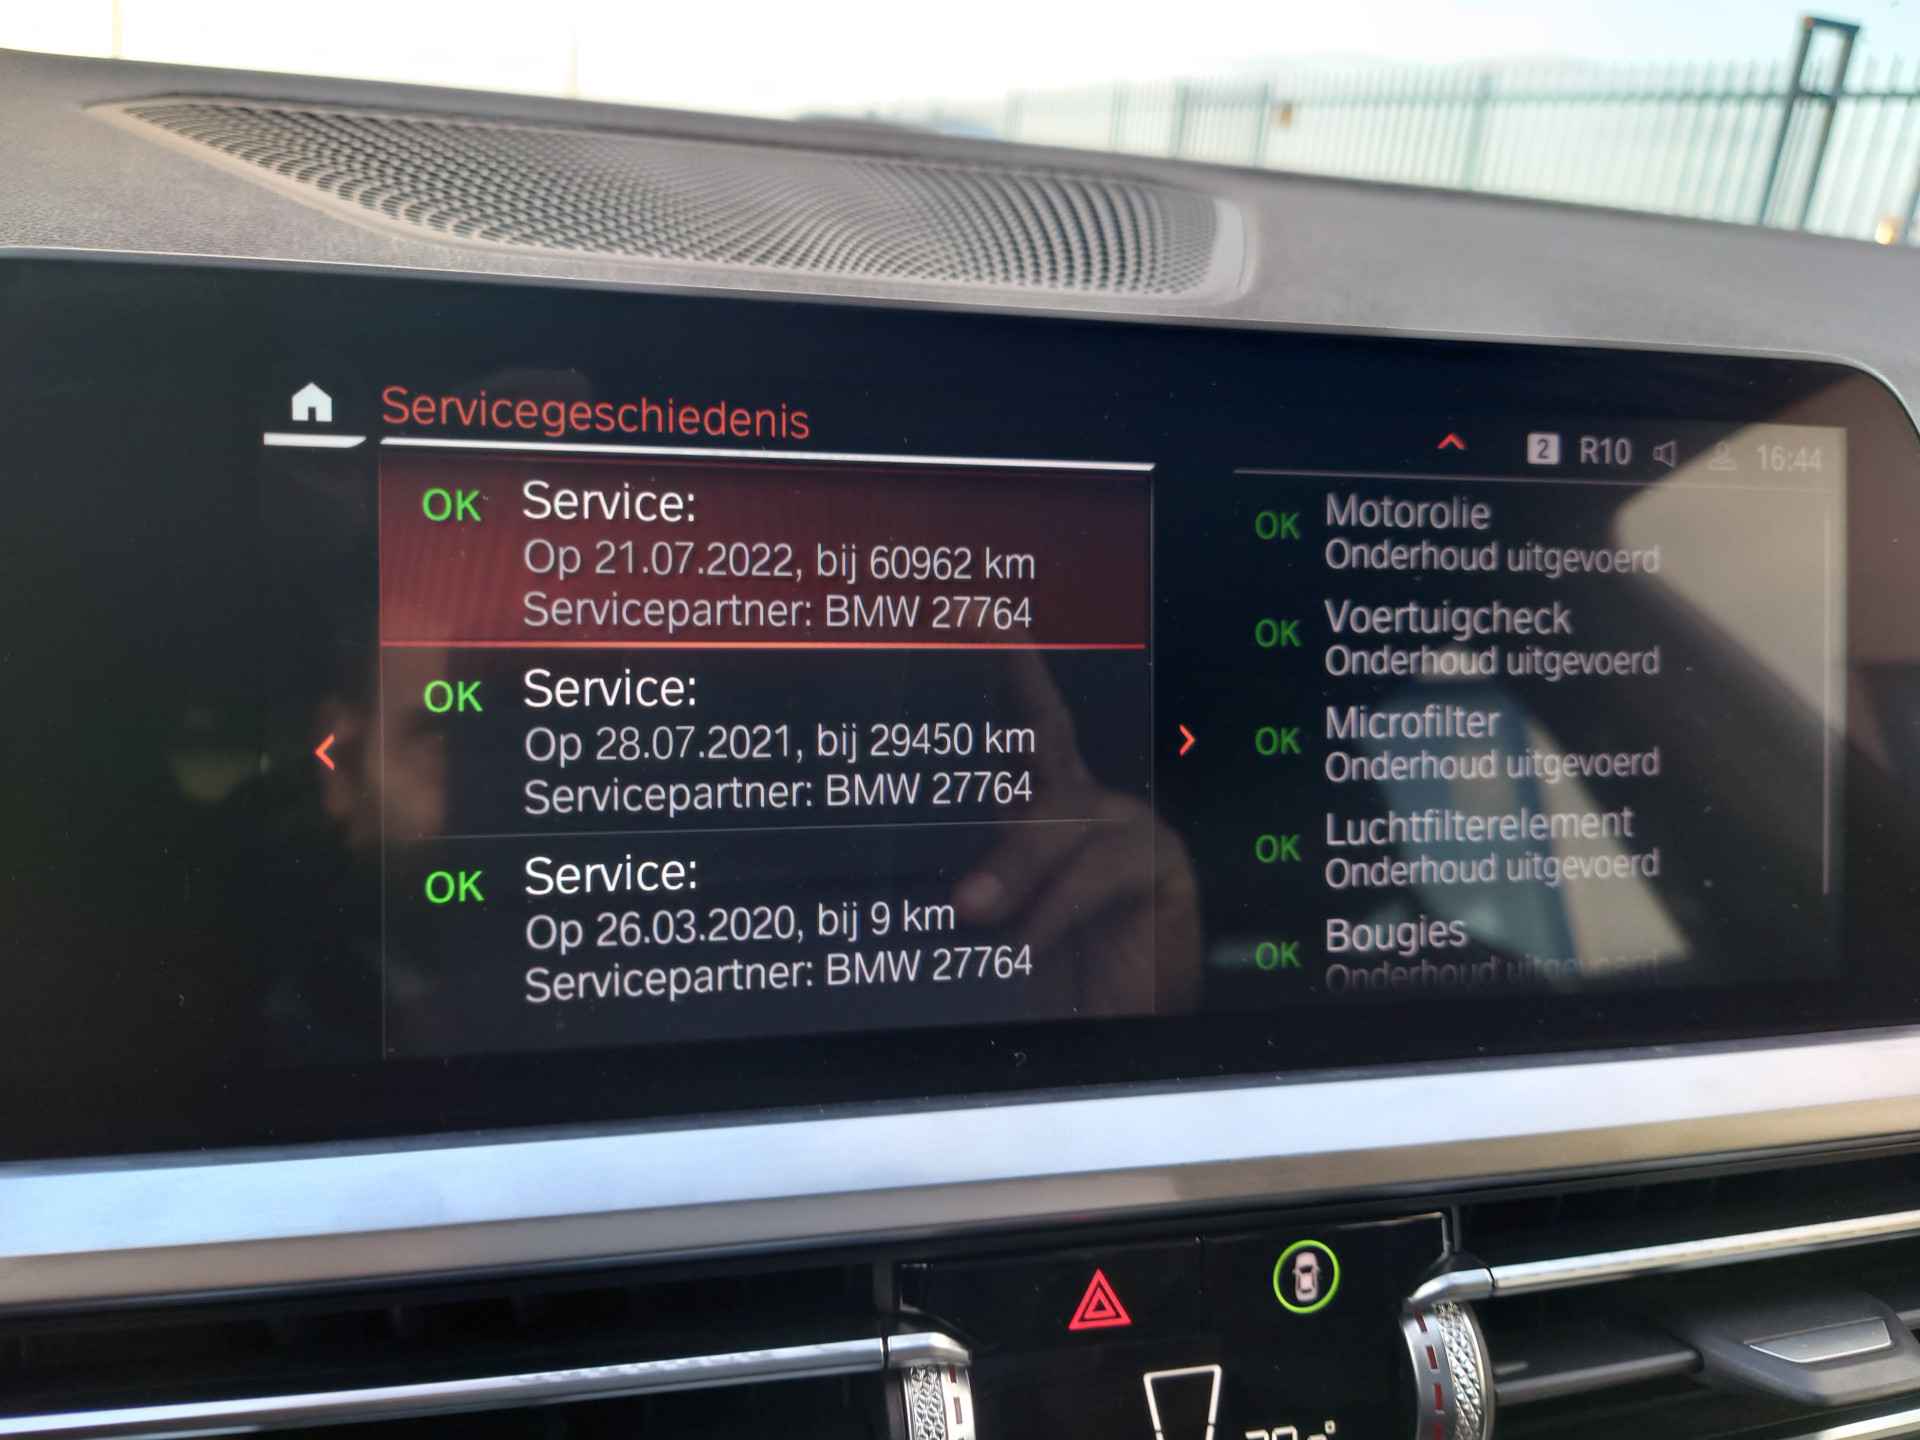 Servicegeschiedenis
2 R10 16:44
OK Service:
Op 21.07.2022, bij 60962 km
Servicepartner: BMW 27764
OK Service:
Op 28.07.2021, bij 29450 km
Servicepartner: BMW 27764
OK Service:
Op 26.03.2020, bij 9 km
Servicepartner: BMW 27764
OK Motorolie
Onderhoud uitgevoerd
OK Voertuigcheck
Onderhoud uitgevoerd
OK Microfilter
Onderhoud uitgevoerd
OK Luchtfilterelement
Onderhoud uitgevoerd
OK Bougies
Onderhoud uitgevoerd